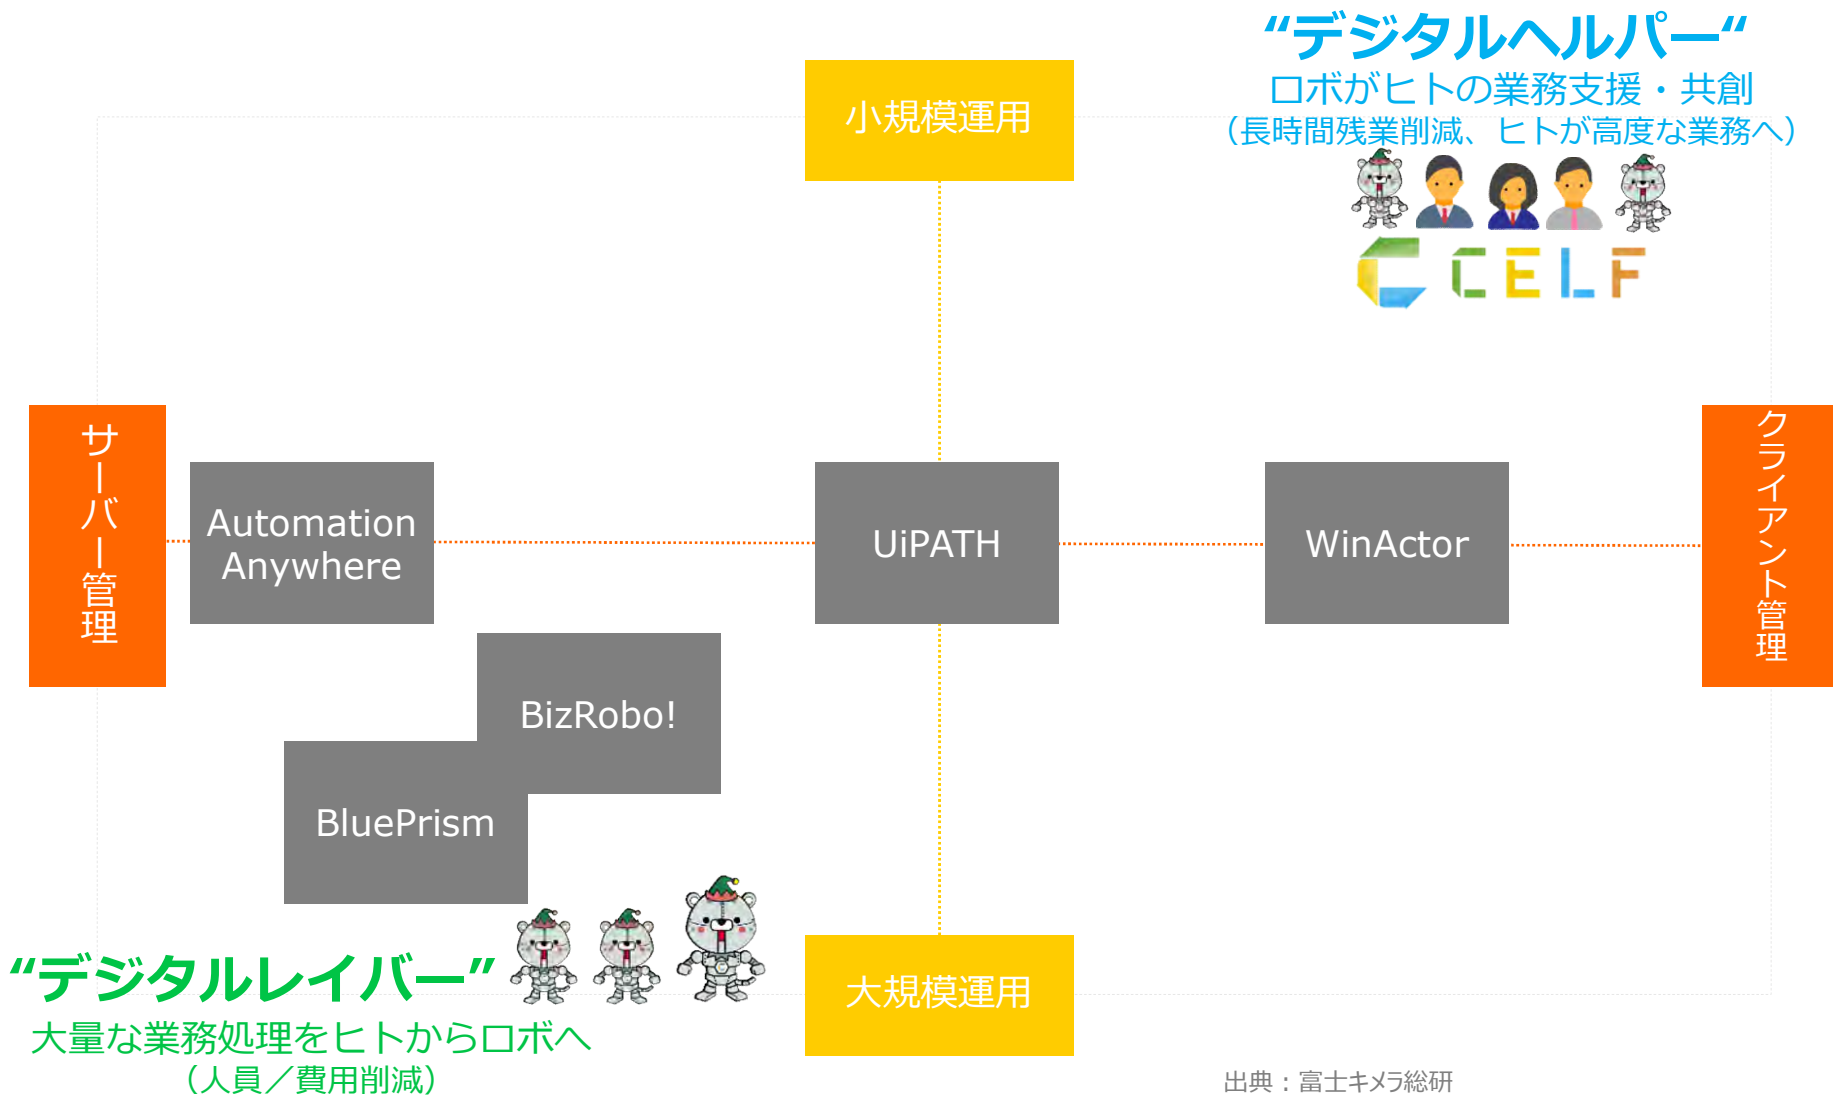 “デジタルヘルパー“
ロボがヒトの業務支援・共創
（長時間残業削減、ヒトが高度な業務へ）
小規模運用
CELF
サーバー管理
Automation
Anywhere
UiPATH
WinActor
クライアント管理
BizRobo!
BluePrism
“デジタルレイバー”
大量な業務処理をヒトからロボへ
（人員／費用削減）
大規模運用
出典：富士キメラ総研